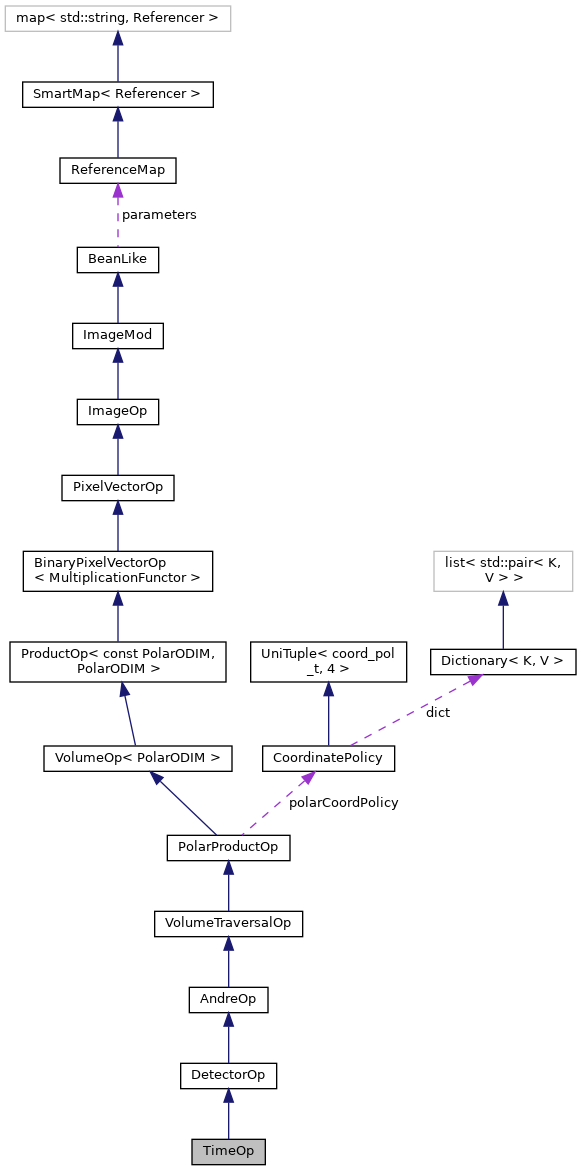 map< std::string, Referencer >
SmartMap< Referencer >
ReferenceMap
parameters
BeanLike
ImageMod
ImageOp
PixelVectorOp
BinaryPixelVectorOp
< MultiplicationFunctor >
list< std::pair< K,
V > >
ProductOp< const PolarODIM,
PolarODIM >
UniTuple< coord_pol
_t, 4 >
Dictionary< K, V >
dict
VolumeOp< PolarODIM >
CoordinatePolicy
polarCoordPolicy
PolarProductOp
VolumeTraversalOp
AndreOp
DetectorOp
TimeOp